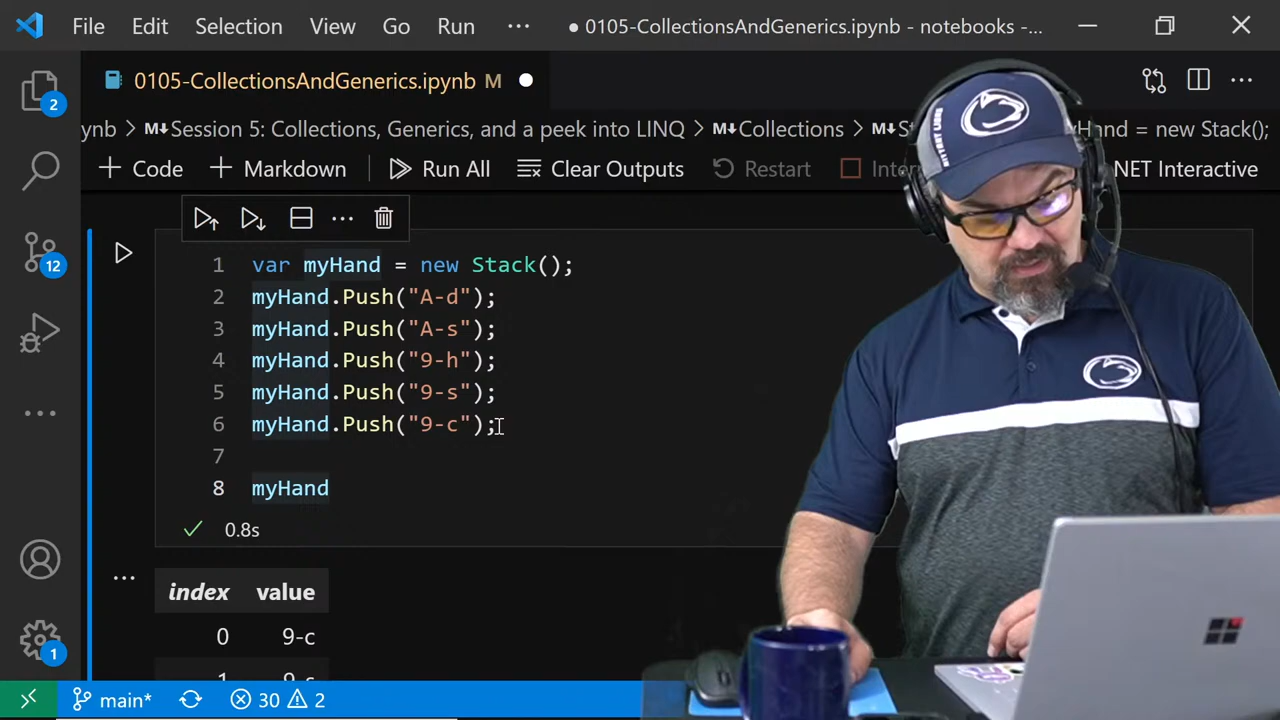 File Edit Selection View Go Run ··· ● 0105-CollectionsAndGenerics.ipynb - notebooks -...
0105-CollectionsAndGenerics.ipynb M
ynb > Session 5: Collections, Generics, and a peek into LINQ > Collections > yHand = new Stack();
+ Code + Markdown Run All Clear Outputs Restart NET Interactive
1 var myHand = new Stack();
2 myHand.Push("A-d");
3 myHand.Push("A-s");
4 myHand.Push("9-h");
5 myHand.Push("9-s");
6 myHand.Push("9-c");
7
8 myHand
0.8s
index value
0 9-c
1 9-s
2
12
1
main* 30 2